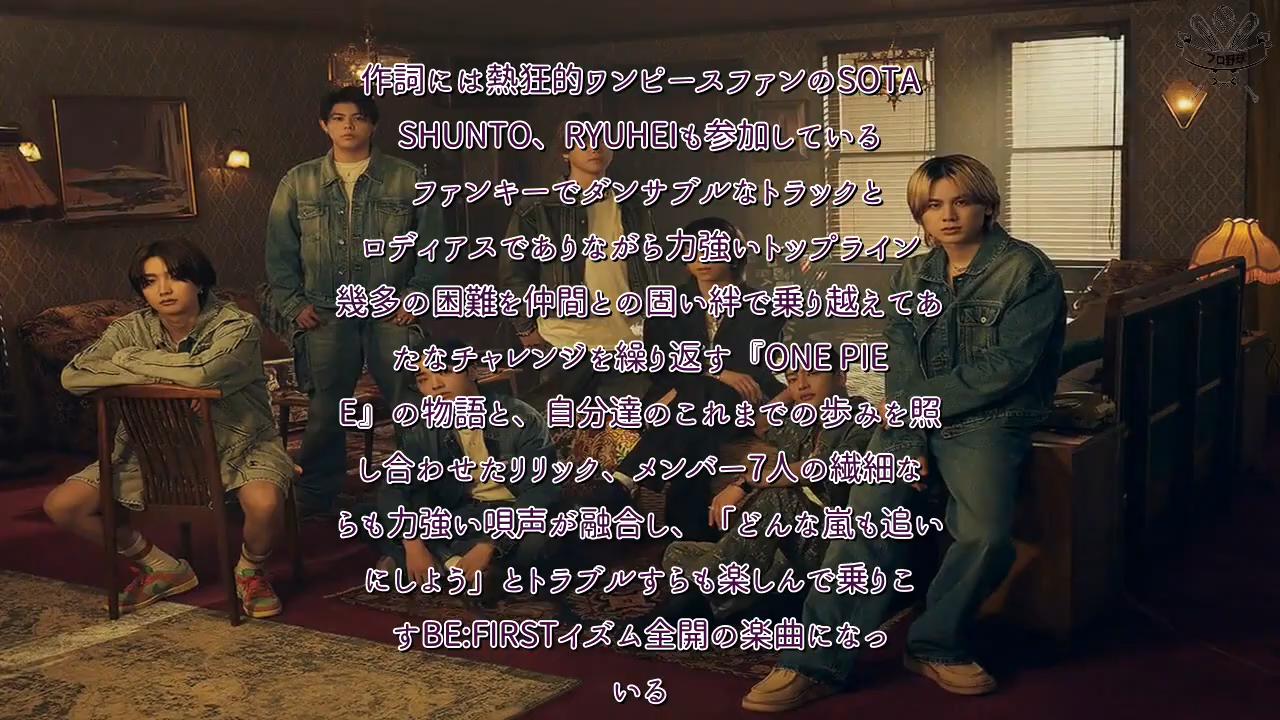 プロ野球
作詞には熱狂的ワンピースファンのSOTA
SHUNTO、RYUHEIも参加している
ファンキーでダンサブルなトラックと
ロディアスでありながら力強いトップライン
幾多の困難を仲間との固い絆で乗り越えてあ
たなチャレンジを繰り返す『ONE PIE
E』の物語と、自分達のこれまでの歩みを照
し合わせたリリック、メンバー7人の繊細な
らも力強い唄声が融合し、「どんな嵐も追い
にしよう」とトラブルすらも楽しんで乗りこ
すBE:FIRSTイズム全開の楽曲になっ
いる